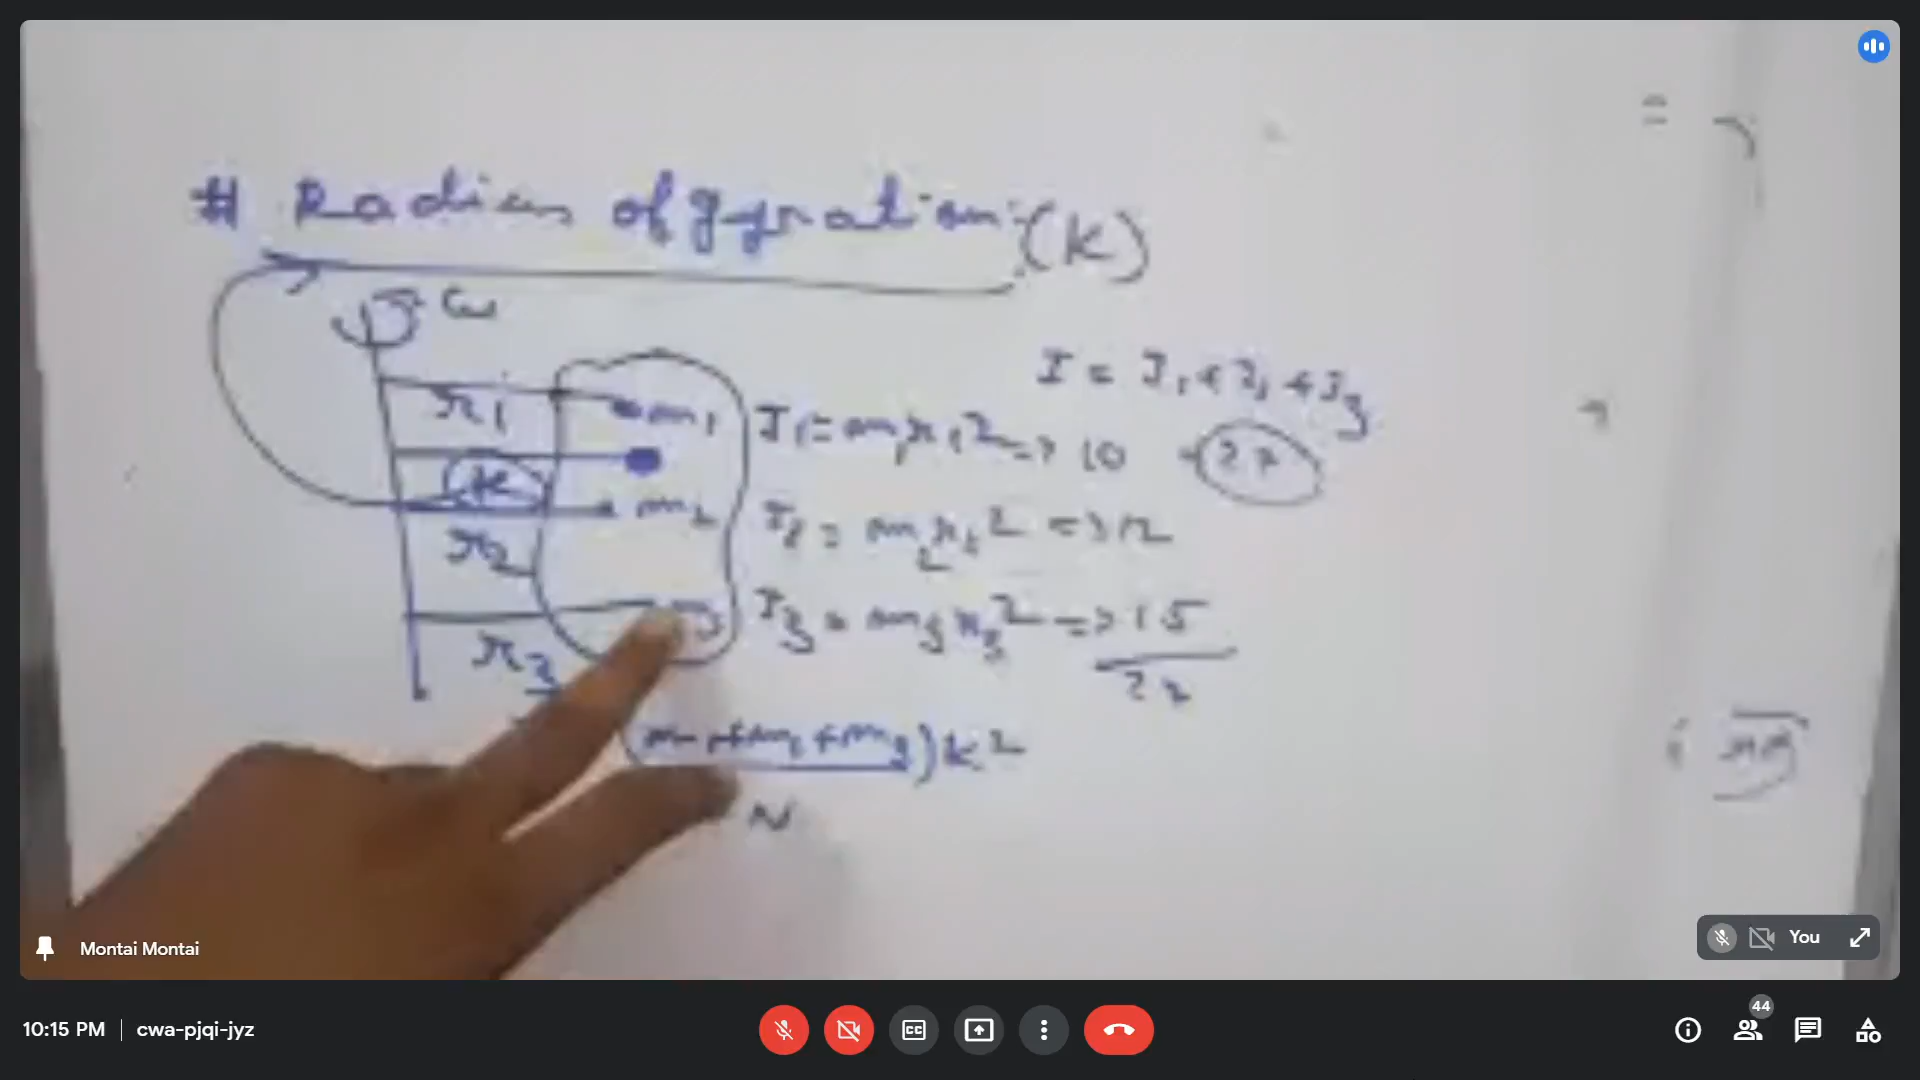 # Radius of gyration:- (k)
ω
I = I₁ + I₂ + I₃
r₁ m₁ I₁ = m₁r₁² => 10 = 27
k
m₂ I₂ = m₂r₂² => 12
r₂
I₃ = m₃r₃² => 15
r₃ 27
m₁ + m₂ + m₃) k²
N
Montai Montai
You
10:15 PM | cwa-pjqi-jyz
CC
44